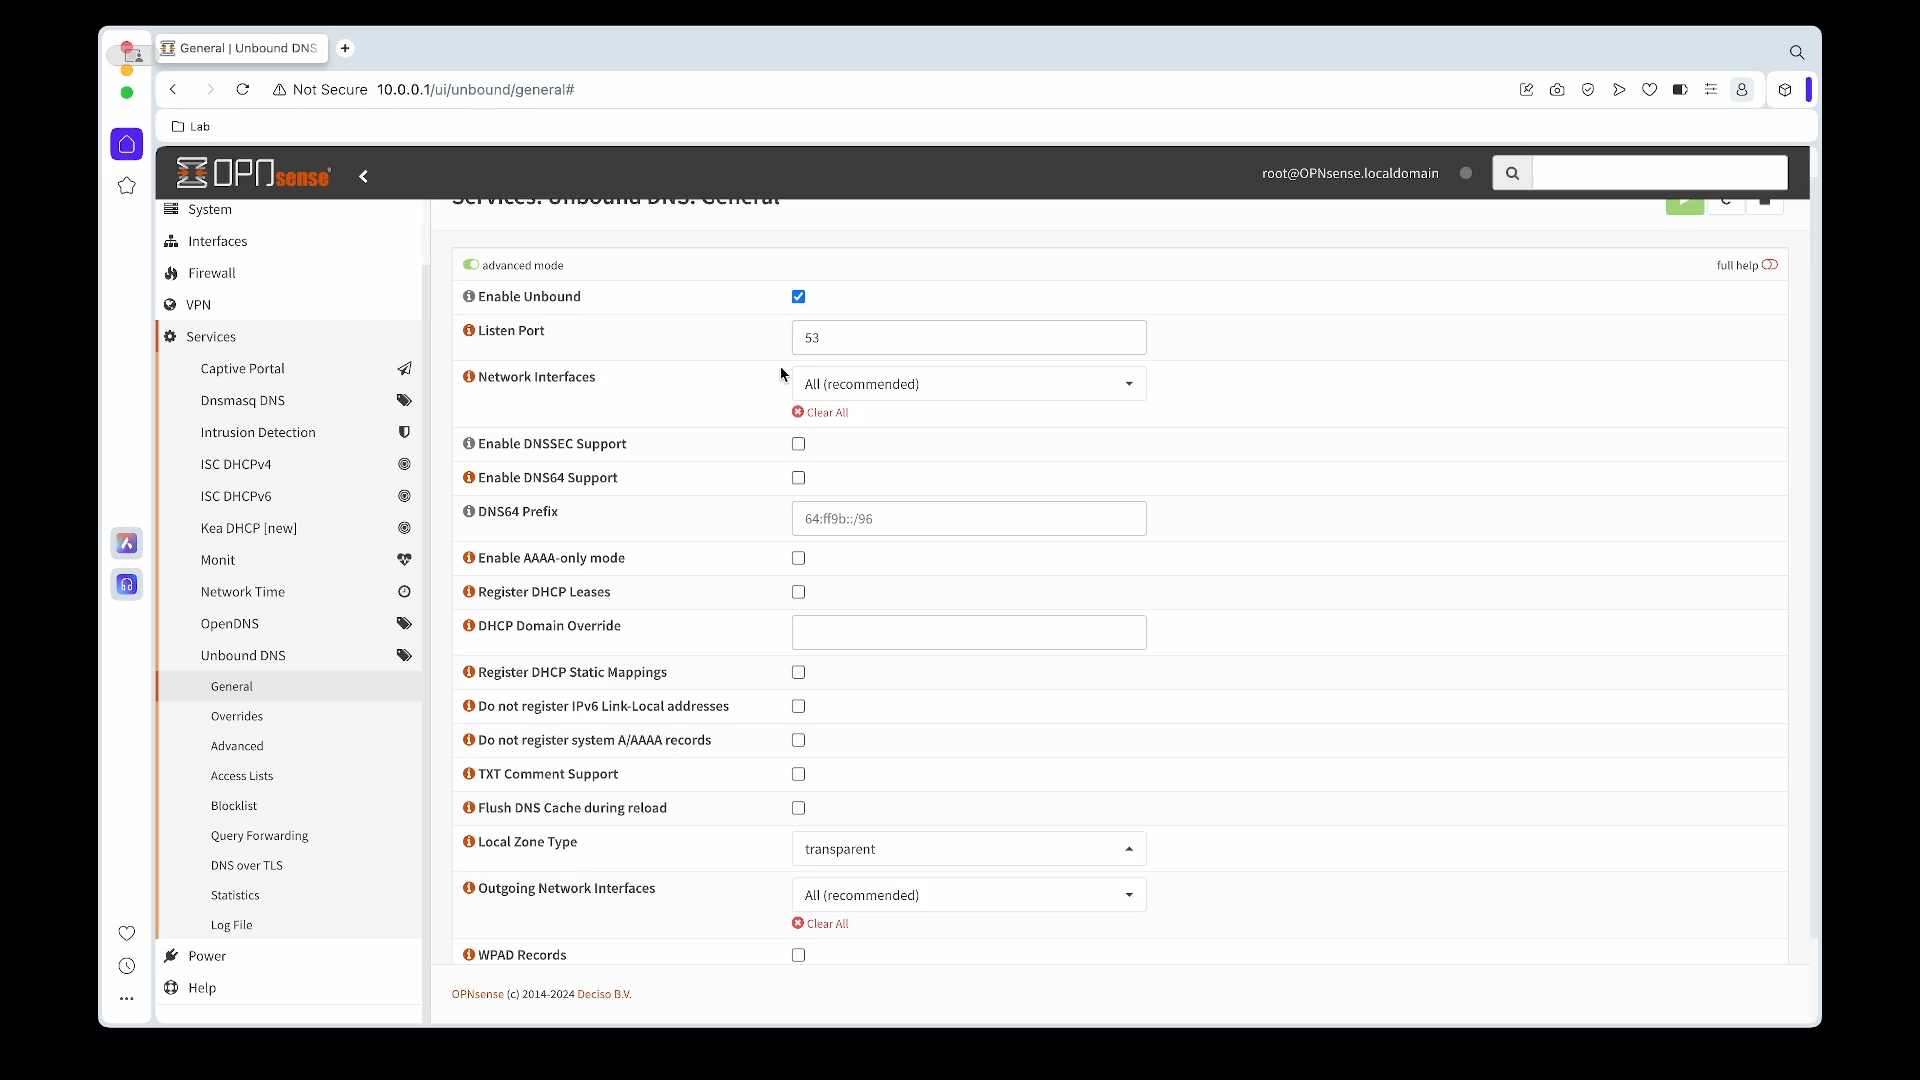 General | Unbound DNS
Not Secure 10.0.0.1/ui/unbound/general#
Lab
OPNsense
root@OPNsense.localdomain
Services: Unbound DNS: General
System
Interfaces
Firewall
VPN
Services
Captive Portal
Dnsmasq DNS
Intrusion Detection
ISC DHCPv4
ISC DHCPv6
Kea DHCP [new]
Monit
Network Time
OpenDNS
Unbound DNS
General
Overrides
Advanced
Access Lists
Blocklist
Query Forwarding
DNS over TLS
Statistics
Log File
Power
Help
advanced mode
full help
Enable Unbound
Listen Port
53
Network Interfaces
All (recommended)
Clear All
Enable DNSSEC Support
Enable DNS64 Support
DNS64 Prefix
64:ff9b::/96
Enable AAAA-only mode
Register DHCP Leases
DHCP Domain Override
Register DHCP Static Mappings
Do not register IPv6 Link-Local addresses
Do not register system A/AAAA records
TXT Comment Support
Flush DNS Cache during reload
Local Zone Type
transparent
Outgoing Network Interfaces
All (recommended)
Clear All
WPAD Records
OPNsense (c) 2014-2024 Deciso B.V.